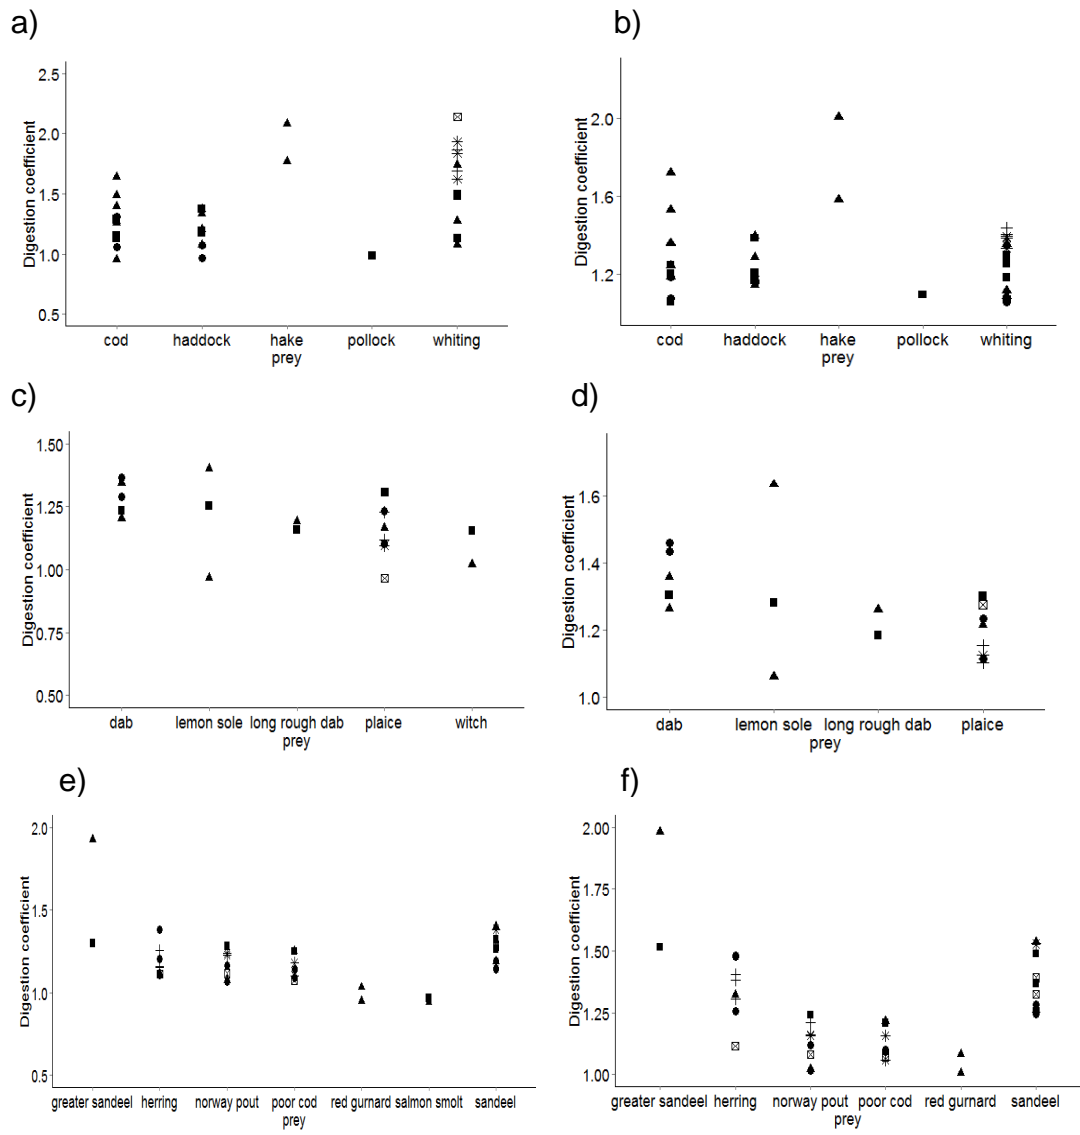 a)
b)
Digestion coefficient
2.5
2.0
1.5
1.0
0.5
cod haddock hake pollock whiting
prey
Digestion coefficient
2.0
1.6
1.2
cod haddock hake pollock whiting
prey
c)
d)
Digestion coefficient
1.50
1.25
1.00
0.75
0.50
dab lemon sole long rough dab plaice witch
prey
Digestion coefficient
1.6
1.4
1.2
1.0
dab lemon sole long rough dab plaice
prey
e)
f)
Digestion coefficient
2.0
1.5
1.0
0.5
greater sandeel herring norway pout poor cod red gurnard salmon smolt sandeel
prey
Digestion coefficient
2.00
1.75
1.50
1.25
1.00
greater sandeel herring norway pout poor cod red gurnard sandeel
prey